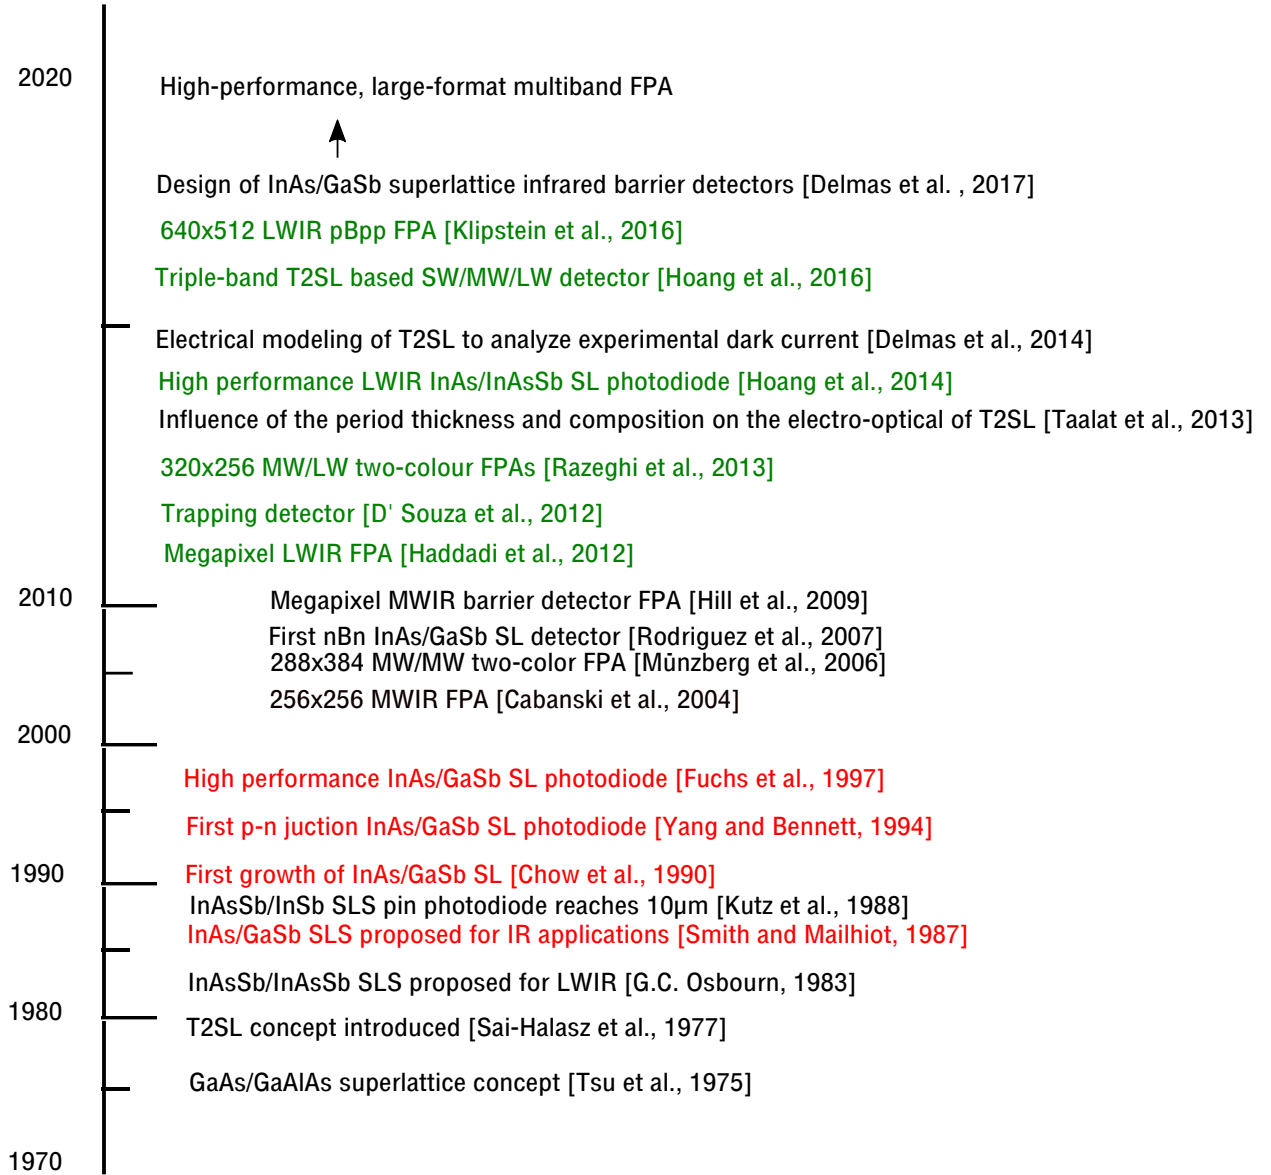 2020
High-performance, large-format multiband FPA
Design of InAs/GaSb superlattice infrared barrier detectors [Delmas et al. , 2017]
640x512 LWIR pBpp FPA [Klipstein et al., 2016]
Triple-band T2SL based SW/MW/LW detector [Hoang et al., 2016]
Electrical modeling of T2SL to analyze experimental dark current [Delmas et al., 2014]
High performance LWIR InAs/InAsSb SL photodiode [Hoang et al., 2014]
Influence of the period thickness and composition on the electro-optical of T2SL [Taalat et al., 2013]
320x256 MW/LW two-colour FPAs [Razeghi et al., 2013]
Trapping detector [D' Souza et al., 2012]
Megapixel LWIR FPA [Haddadi et al., 2012]
2010
Megapixel MWIR barrier detector FPA [Hill et al., 2009]
First nBn InAs/GaSb SL detector [Rodriguez et al., 2007]
288x384 MW/MW two-color FPA [Mūnzberg et al., 2006]
256x256 MWIR FPA [Cabanski et al., 2004]
2000
High performance InAs/GaSb SL photodiode [Fuchs et al., 1997]
First p-n juction InAs/GaSb SL photodiode [Yang and Bennett, 1994]
1990
First growth of InAs/GaSb SL [Chow et al., 1990]
InAsSb/InSb SLS pin photodiode reaches 10µm [Kutz et al., 1988]
InAs/GaSb SLS proposed for IR applications [Smith and Mailhiot, 1987]
InAsSb/InAsSb SLS proposed for LWIR [G.C. Osbourn, 1983]
1980
T2SL concept introduced [Sai-Halasz et al., 1977]
GaAs/GaAlAs superlattice concept [Tsu et al., 1975]
1970